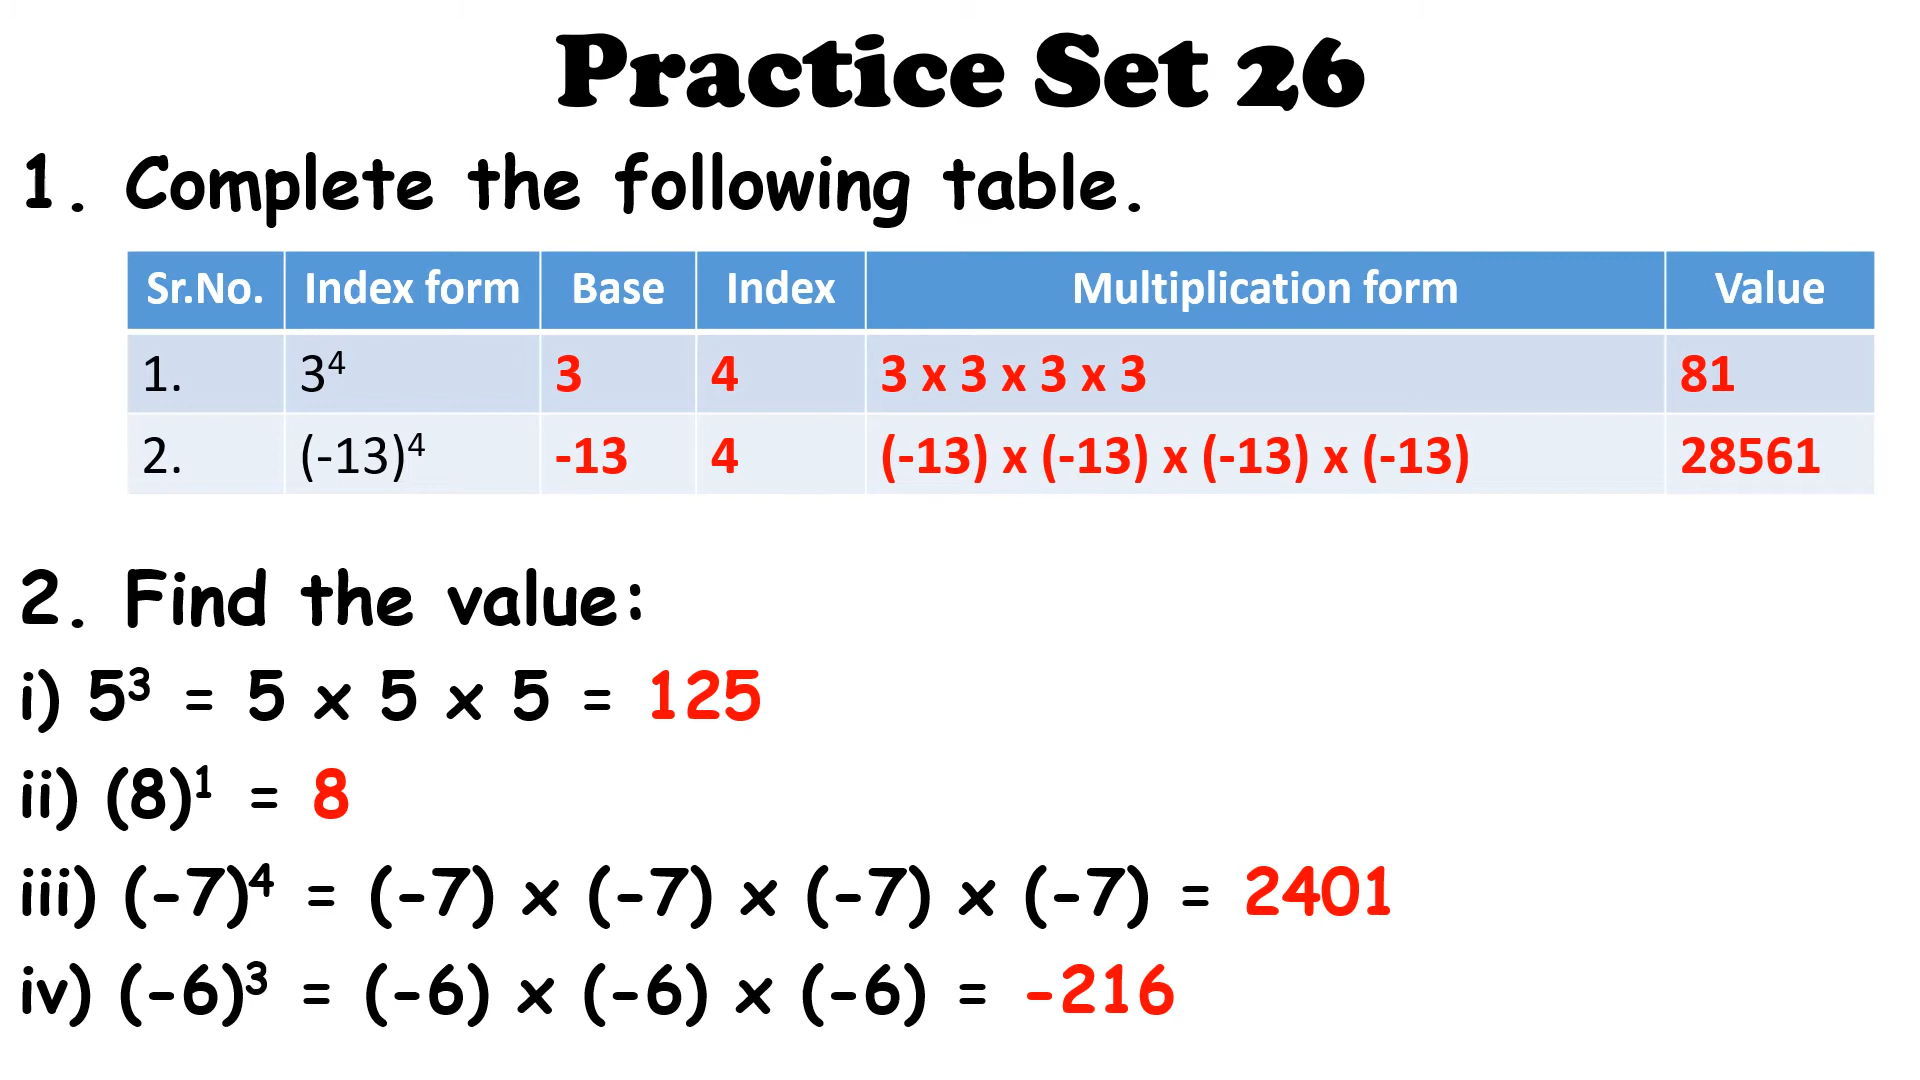 Practice Set 26
1. Complete the following table.
Sr.No. Index form Base Index Multiplication form Value
1. 3⁴ 3 4 3 x 3 x 3 x 3 81
2. (-13)⁴ -13 4 (-13) x (-13) x (-13) x (-13) 28561
2. Find the value:
i) 5³ = 5 x 5 x 5 = 125
ii) (8)¹ = 8
iii) (-7)⁴ = (-7) x (-7) x (-7) x (-7) = 2401
iv) (-6)³ = (-6) x (-6) x (-6) = -216